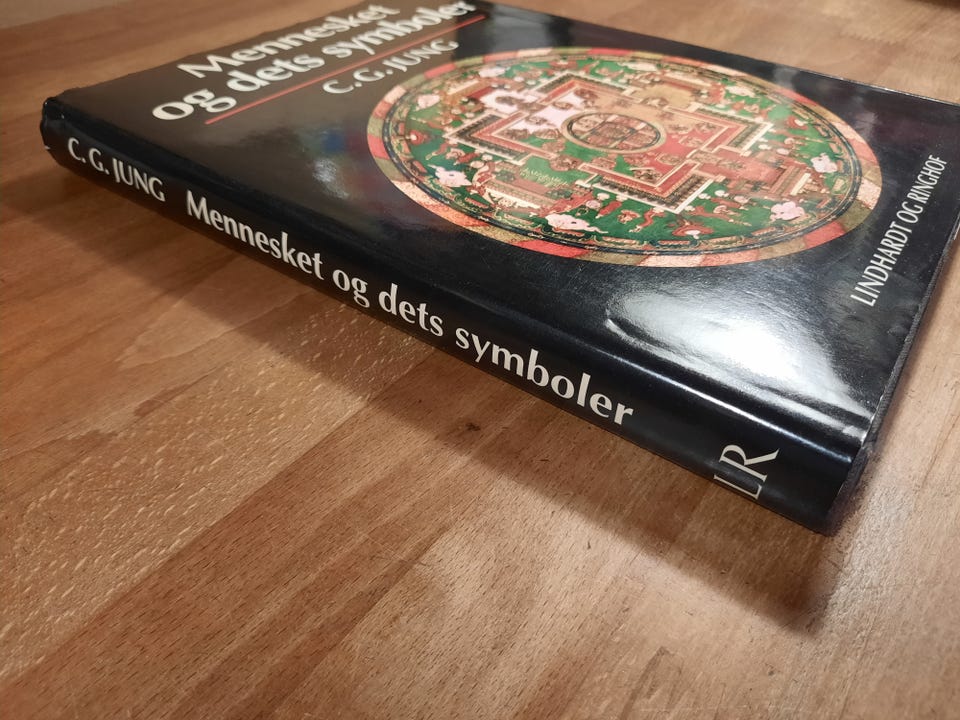 Mennesket
og dets symboler
C. G. JUNG
LINDHARDT OG RINGHOF
C. G. JUNG Mennesket og dets symboler
LR